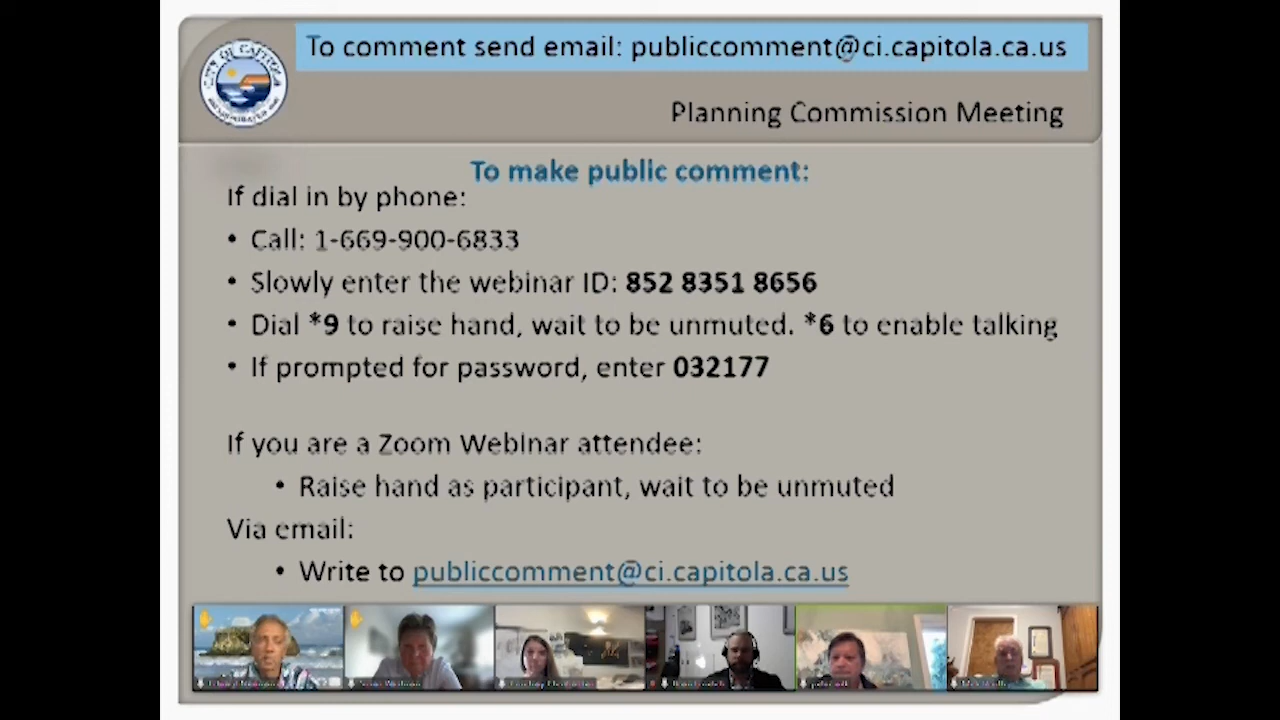 To comment send email: publiccomment@ci.capitola.ca.us
CITY OF CAPITOLA
Planning Commission Meeting
To make public comment:
If dial in by phone:
• Call: 1-669-900-6833
• Slowly enter the webinar ID: 852 8351 8656
• Dial *9 to raise hand, wait to be unmuted. *6 to enable talking
• If prompted for password, enter 032177
If you are a Zoom Webinar attendee:
• Raise hand as participant, wait to be unmuted
Via email:
• Write to publiccomment@ci.capitola.ca.us